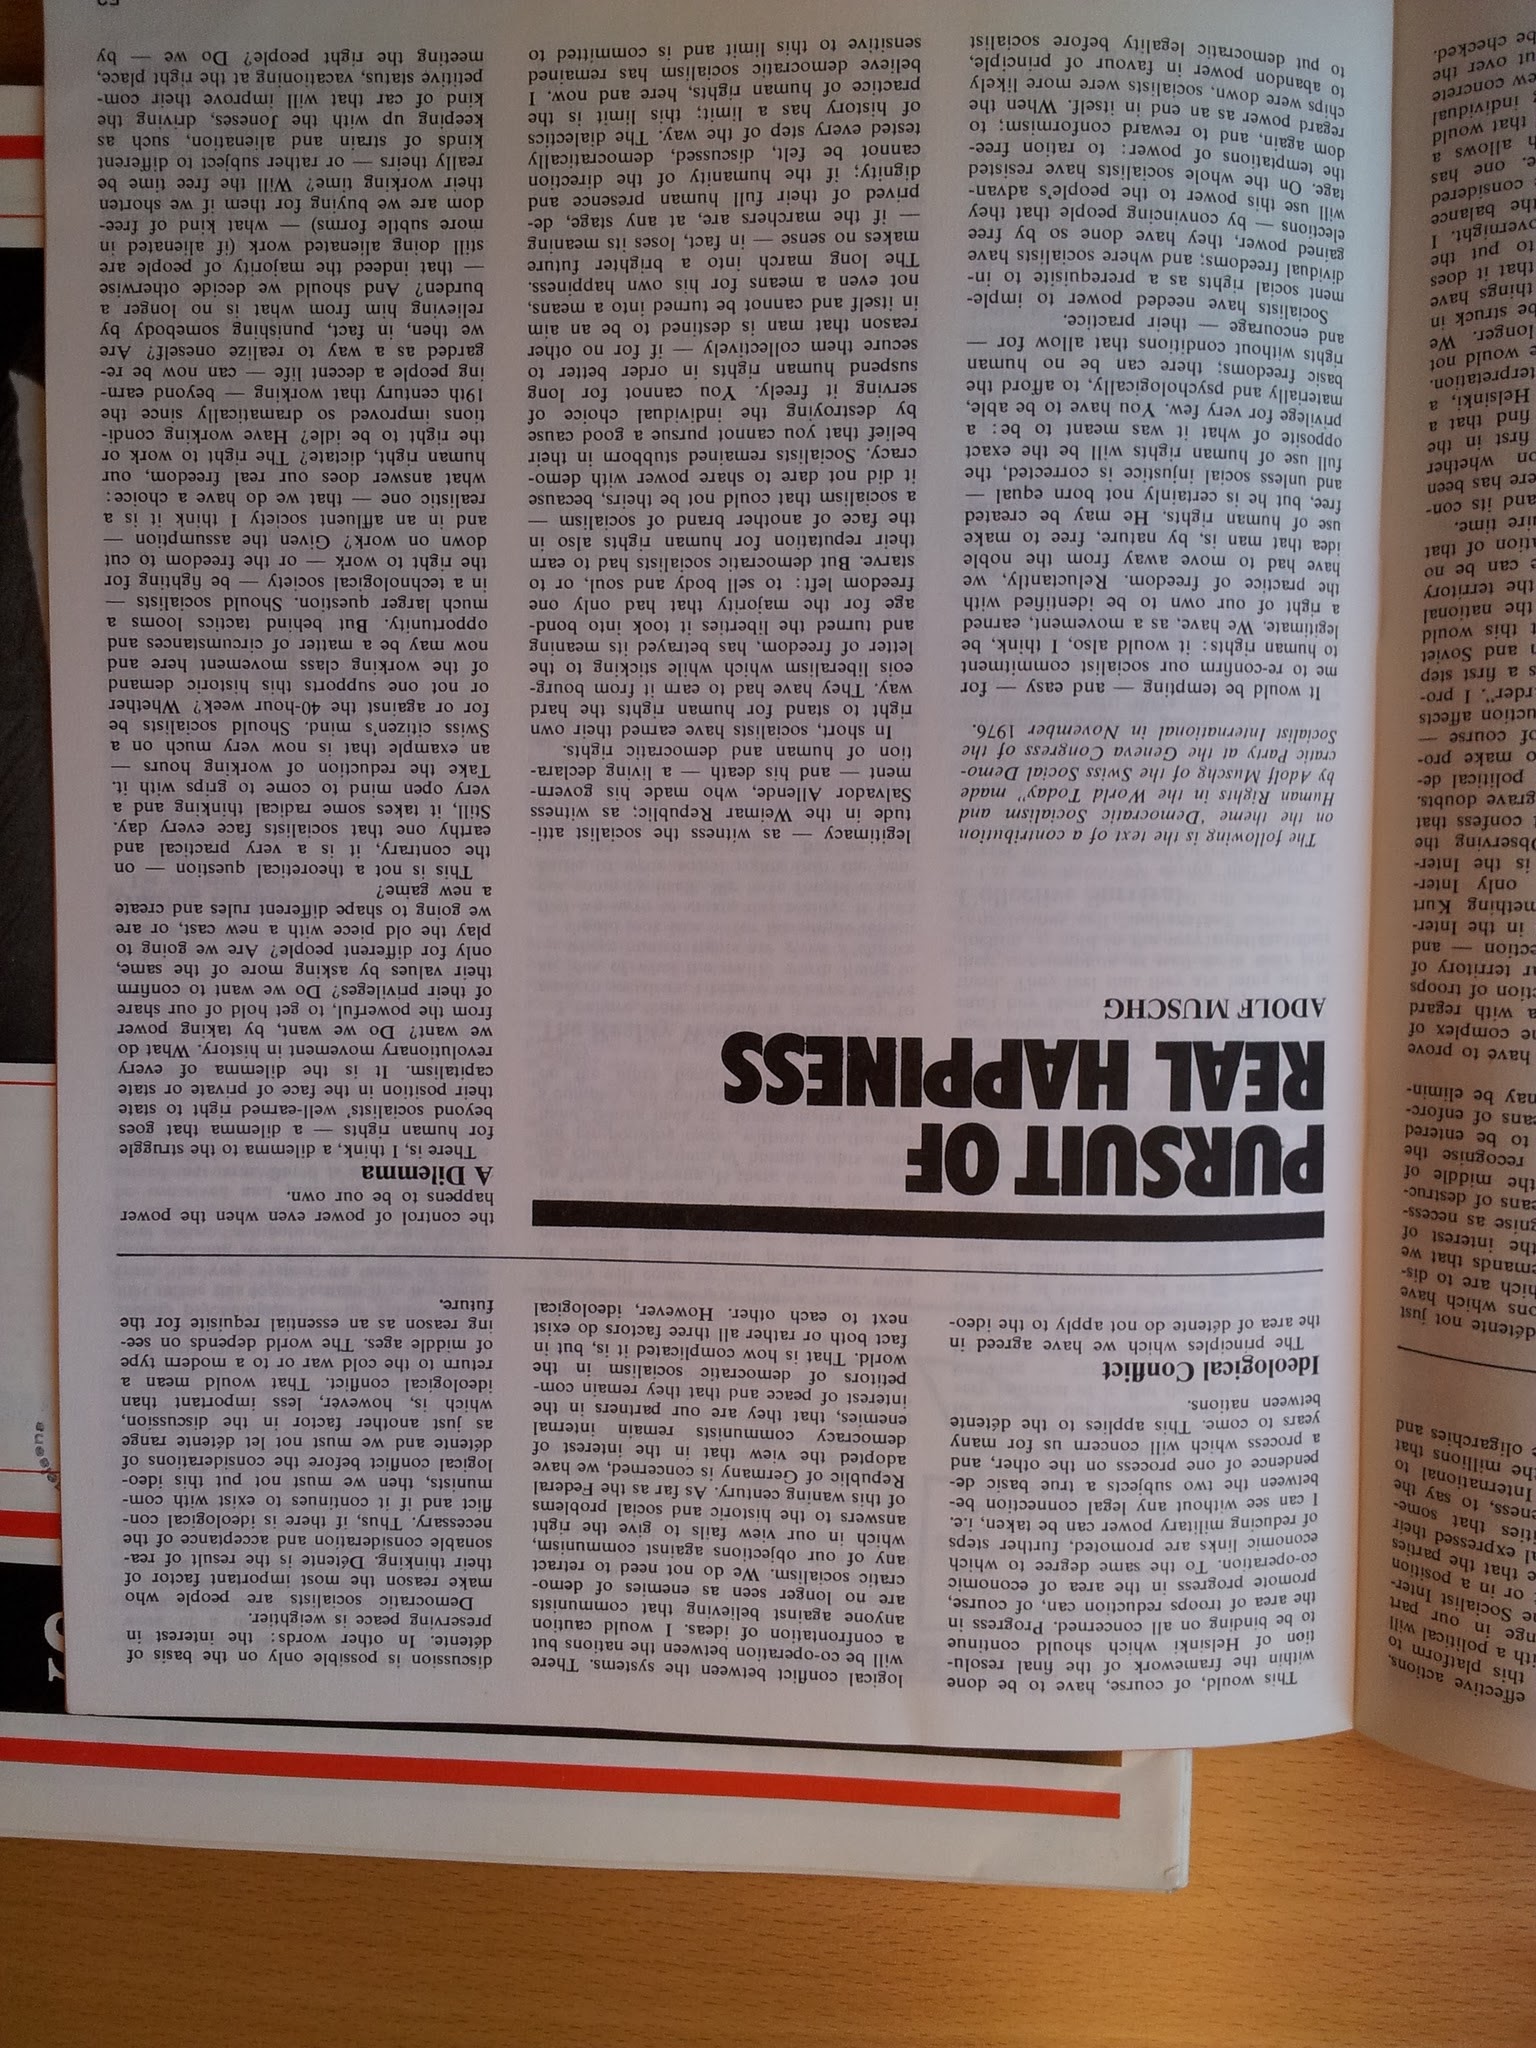 This would, of course, have to be done
within the framework of the final resolu-
tion of Helsinki which should continue
to be binding on all concerned. Progress in
the area of troops reduction can, of course,
promote progress in the area of economic
co-operation. To the same degree to which
economic links are promoted, further steps
of reducing military power can be taken, i.e.
I can see without any legal connection be-
between the two subjects a true basic de-
pendence of one process on the other, and
a process which will concern us for many
years to come. This applies to the détente
between nations.
Ideological Conflict
The principles which we have agreed in
the area of détente do not apply to the ideo-
logical conflict between the systems. There
will be co-operation between the nations but
a confrontation of ideas. I would caution
anyone against believing that communists
are no longer seen as enemies of demo-
cratic socialism. We do not need to retract
any of our objections against communism,
which in our view fails to give the right
answers to the historic and social problems
of this waning century. As far as the Federal
Republic of Germany is concerned, we have
adopted the view that in the interest of
democracy communists remain internal
enemies, that they are our partners in the
interest of peace and that they remain com-
petitors of democratic socialism in the
world. That is how complicated it is, but in
fact both or rather all three factors do exist
next to each other. However, ideological
discussion is possible only on the basis of
détente. In other words: the interest in
preserving peace is weightier.
Democratic socialists are people who
make reason the most important factor of
their thinking. Détente is the result of rea-
sonable consideration and acceptance of the
necessary. Thus, if there is ideological con-
flict and if it continues to exist with com-
munists, then we must not put this ideo-
logical conflict before the considerations of
détente and we must not let détente range
as just another factor in the discussion,
which is, however, less important than
ideological conflict. That would mean a
return to the cold war or to a modern type
of middle ages. The world depends on see-
ing reason as an essential requisite for the
future.
PURSUIT OF
REAL HAPPINESS
ADOLF MUSCHG
The following is the text of a contribution
on the theme 'Democratic Socialism and
Human Rights in the World Today" made
by Adolf Muschg of the Swiss Social Demo-
cratic Party at the Geneva Congress of the
Socialist International in November 1976.
It would be tempting — and easy — for
me to re-confirm our socialist commitment
to human rights: it would also, I think, be
legitimate. We have, as a movement, earned
a right of our own to be identified with
the practice of freedom. Reluctantly, we
have had to move away from the noble
idea that man is, by nature, free to make
use of human rights. He may be created
free, but he is certainly not born equal —
and unless social injustice is corrected, the
full use of human rights will be the exact
opposite of what it was meant to be: a
privilege for very few. You have to be able,
materially and psychologically, to afford the
basic freedoms; there can be no human
rights without conditions that allow for —
and encourage — their practice.
Socialists have needed power to imple-
ment social rights as a prerequisite to in-
dividual freedoms; and where socialists have
gained power, they have done so by free
elections — by convincing people that they
will use this power to the people's advan-
tage. On the whole socialists have resisted
the temptations of power: to ration free-
dom again, and to reward conformism; to
regard power as an end in itself. When the
chips were down, socialists were more likely
to abandon power in favour of principle,
to put democratic legality before socialist
legitimacy — as witness the socialist atti-
tude in the Weimar Republic; as witness
Salvador Allende, who made his govern-
ment — and his death — a living declara-
tion of human and democratic rights.
In short, socialists have earned their own
right to stand for human rights the hard
way. They have had to earn it from bourg-
eois liberalism which while sticking to the
letter of freedom, has betrayed its meaning
and turned the liberties it took into bond-
age for the majority that had only one
freedom left: to sell body and soul, or to
starve. But democratic socialists had to earn
their reputation for human rights also in
the face of another brand of socialism —
a socialism that could not be theirs, because
it did not dare to share power with demo-
cracy. Socialists remained stubborn in their
belief that you cannot pursue a good cause
by destroying the individual choice of
serving it freely. You cannot for long
suspend human rights in order to better to
secure them collectively — if for no other
reason that man is destined to be an aim
in itself and cannot be turned into a means,
not even a means for his own happiness.
The long march into a brighter future
makes no sense — in fact, loses its meaning
— if the marchers are, at any stage, de-
prived of their full human presence and
dignity; if the humanity of the direction
cannot be felt, discussed, democratically
tested every step of the way. The dialectics
of history has a limit; this limit is the
practice of human rights, here and now. I
believe democratic socialism has remained
sensitive to this limit and is committed to
the control of power even when the power
happens to be our own.
A Dilemma
There is, I think, a dilemma to the struggle
for human rights — a dilemma that goes
beyond socialists' well-earned right to state
their position in the face of private or state
capitalism. It is the dilemma of every
revolutionary movement in history. What do
we want? Do we want, by taking power
from the powerful, to get hold of our share
of their privileges? Do we want to confirm
their values by asking more of the same,
only for different people? Are we going to
play the old piece with a new cast, or are
we going to shape different rules and create
a new game?
This is not a theoretical question — on
the contrary, it is a very practical and
earthy one that socialists face every day.
Still, it takes some radical thinking and a
very open mind to come to grips with it.
Take the reduction of working hours —
an example that is now very much on a
Swiss citizen's mind. Should socialists be
for or against the 40-hour week? Whether
or not one supports this historic demand
of the working class movement here and
now may be a matter of circumstances and
opportunity. But behind tactics looms a
much larger question. Should socialists —
in a technological society — be fighting for
the right to work — or the freedom to cut
down on work? Given the assumption —
and in an affluent society I think it is a
realistic one — that we do have a choice:
what answer does our real freedom, our
human right, dictate? The right to work or
the right to be idle? Have working condi-
tions improved so dramatically since the
19th century that working — beyond earn-
ing people a decent life — can now be re-
garded as a way to realize oneself? Are
we then, in fact, punishing somebody by
relieving him from what is no longer a
burden? And should we decide otherwise
— that indeed the majority of people are
still doing alienated work (if alienated in
more subtle forms) — what kind of free-
dom are we buying for them if we shorten
their working time? Will the free time be
really theirs — or rather subject to different
kinds of strain and alienation, such as
keeping up with the Joneses, driving the
kind of car that will improve their com-
petitive status, vacationing at the right place,
meeting the right people? Do we — by